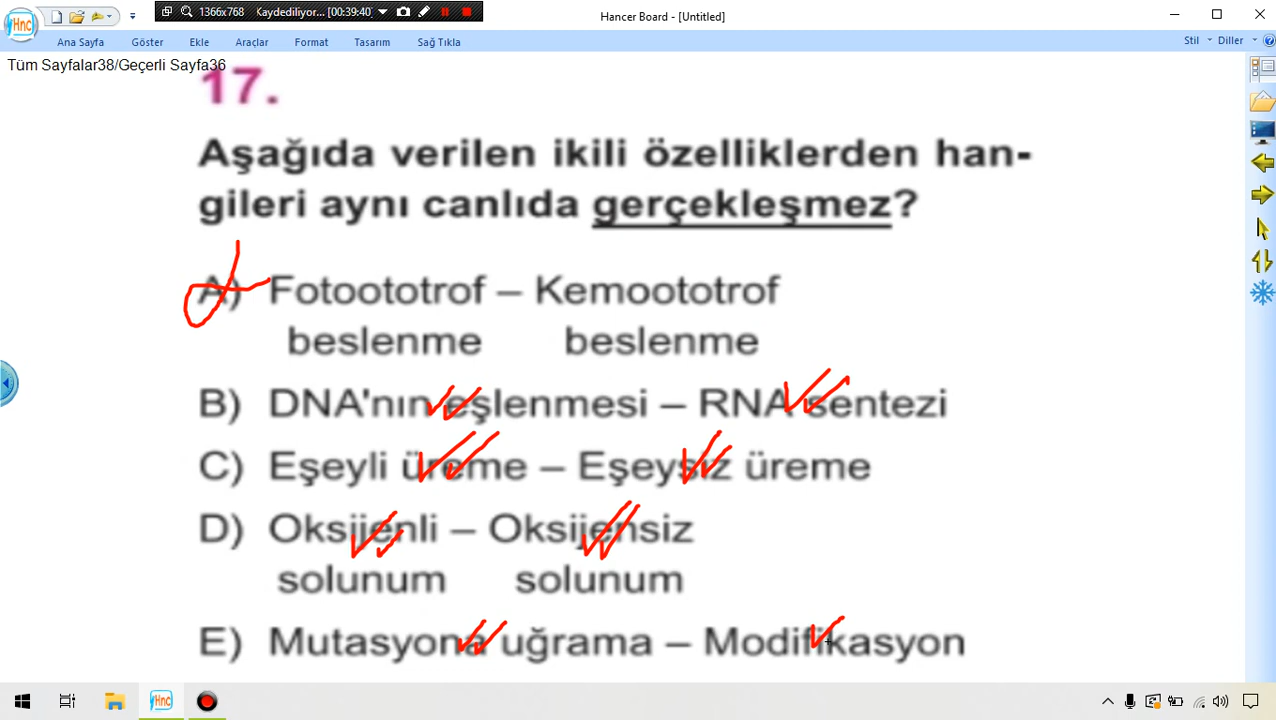 1366x768 Kaydediliyor... [00:39:40]
Hancer Board - [Untitled]
Hnc
Ana Sayfa Göster Ekle Araçlar Format Tasarım Sağ Tıkla Stil Diller
Tüm Sayfalar38/Geçerli Sayfa36
17.
Aşağıda verilen ikili özelliklerden han-
gileri aynı canlıda gerçekleşmez?
A) Fotoototrof – Kemoototrof
beslenme beslenme
B) DNA'nın eşlenmesi – RNA sentezi
C) Eşeyli üreme – Eşeysiz üreme
D) Oksijenli – Oksijensiz
solunum solunum
E) Mutasyona uğrama – Modifikasyon
Hnc